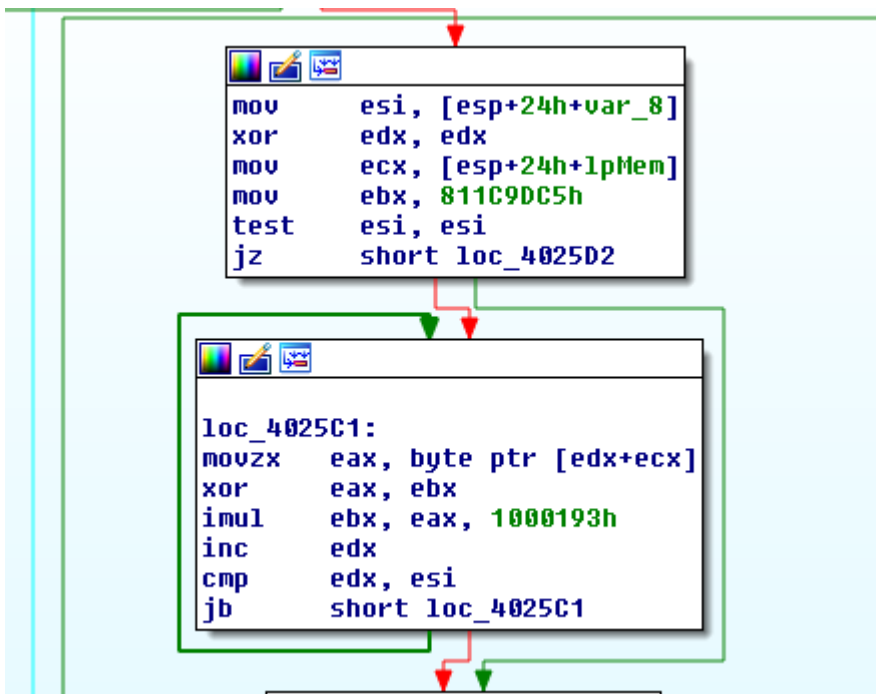 mov esi, [esp+24h+var_8]
xor edx, edx
mov ecx, [esp+24h+lpMem]
mov ebx, 811C9DC5h
test esi, esi
jz short loc_4025D2
loc_4025C1:
movzx eax, byte ptr [edx+ecx]
xor eax, ebx
imul ebx, eax, 1000193h
inc edx
cmp edx, esi
jb short loc_4025C1